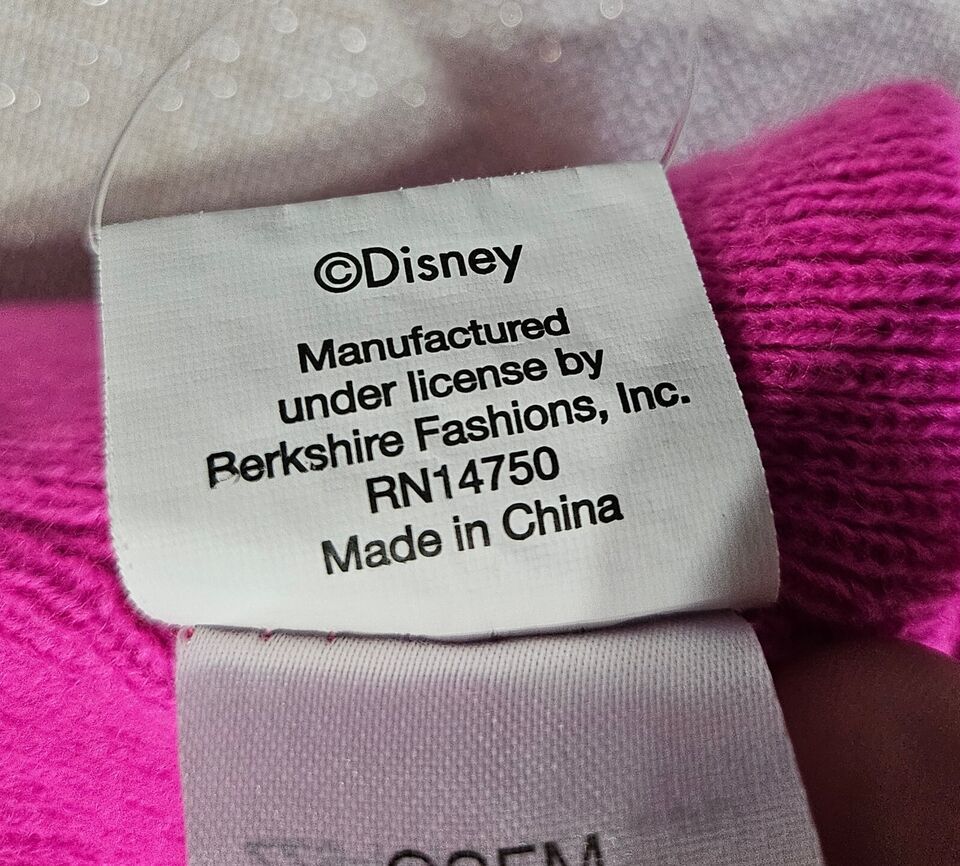 ©Disney
Manufactured
under license by
Berkshire Fashions, Inc.
RN14750
Made in China